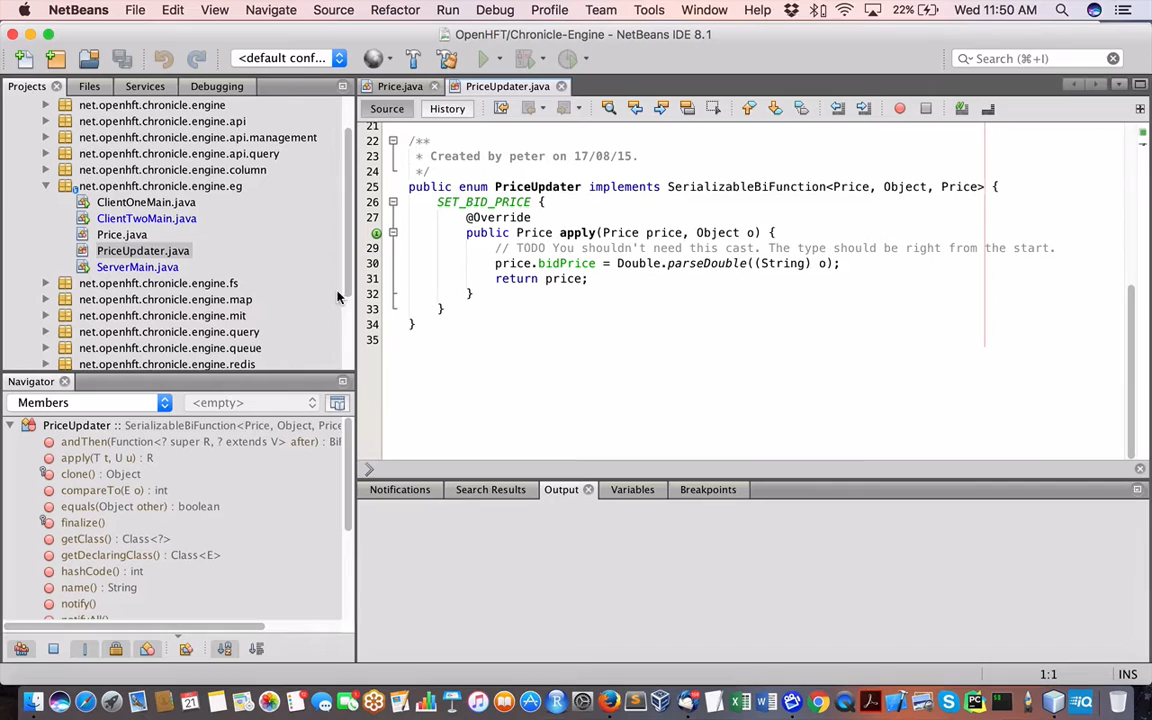 NetBeans File Edit View Navigate Source Refactor Run Debug Profile Team Tools Window Help 22% Wed 11:50 AM
OpenHFT/Chronicle-Engine - NetBeans IDE 8.1
<default conf... Search (⌘+I)
Projects Files Services Debugging
Price.java PriceUpdater.java
Source History
net.openhft.chronicle.engine
net.openhft.chronicle.engine.api
net.openhft.chronicle.engine.api.management
net.openhft.chronicle.engine.api.query
net.openhft.chronicle.engine.column
net.openhft.chronicle.engine.eg
ClientOneMain.java
ClientTwoMain.java
Price.java
PriceUpdater.java
ServerMain.java
net.openhft.chronicle.engine.fs
net.openhft.chronicle.engine.map
net.openhft.chronicle.engine.mit
net.openhft.chronicle.engine.query
net.openhft.chronicle.engine.queue
net.openhft.chronicle.engine.redis
21
22 /**
23 * Created by peter on 17/08/15.
24 */
25 public enum PriceUpdater implements SerializableBiFunction<Price, Object, Price> {
26 SET_BID_PRICE {
27 @Override
public Price apply(Price price, Object o) {
29 // TODO You shouldn't need this cast. The type should be right from the start.
30 price.bidPrice = Double.parseDouble((String) o);
31 return price;
32 }
33 }
34 }
35
Navigator
Members <empty>
PriceUpdater :: SerializableBiFunction<Price, Object, Price
andThen(Function<? super R, ? extends V> after) : Bi
apply(T t, U u) : R
clone() : Object
compareTo(E o) : int
equals(Object other) : boolean
finalize()
getClass() : Class<?>
getDeclaringClass() : Class<E>
hashCode() : int
name() : String
notify()
notifyAll()
Notifications Search Results Output Variables Breakpoints
1:1 INS